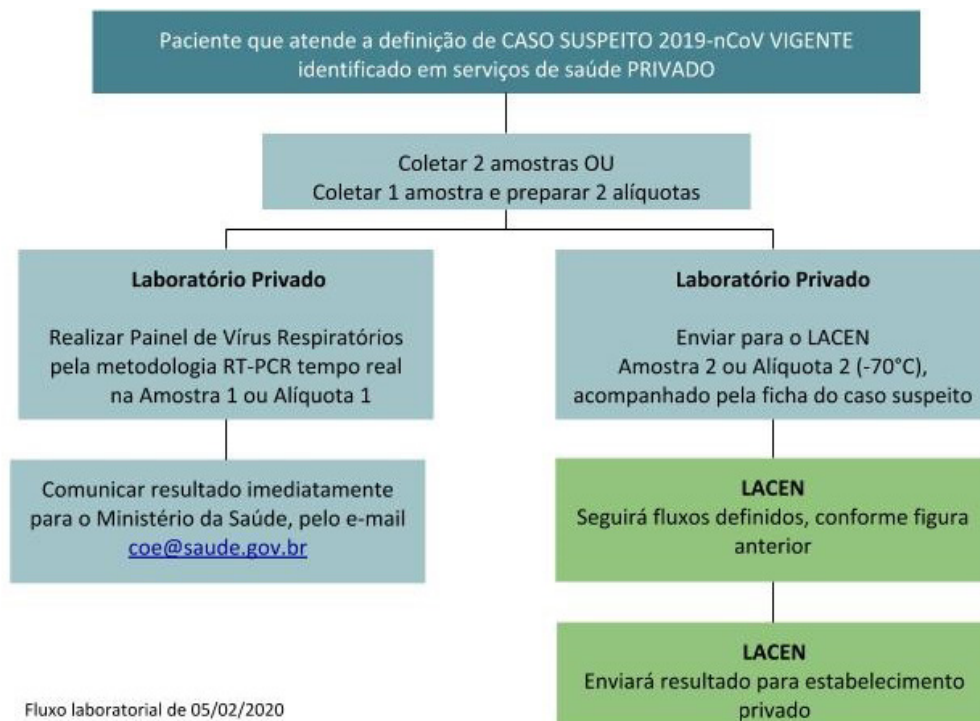 Paciente que atende a definição de CASO SUSPEITO 2019-nCoV VIGENTE
identificado em serviços de saúde PRIVADO
Coletar 2 amostras OU
Coletar 1 amostra e preparar 2 alíquotas
Laboratório Privado
Realizar Painel de Vírus Respiratórios
pela metodologia RT-PCR tempo real
na Amostra 1 ou Alíquota 1
Comunicar resultado imediatamente
para o Ministério da Saúde, pelo e-mail
coe@saude.gov.br
Laboratório Privado
Enviar para o LACEN
Amostra 2 ou Alíquota 2 (-70°C),
acompanhado pela ficha do caso suspeito
LACEN
Seguirá fluxos definidos, conforme figura
anterior
LACEN
Enviará resultado para estabelecimento
privado
Fluxo laboratorial de 05/02/2020